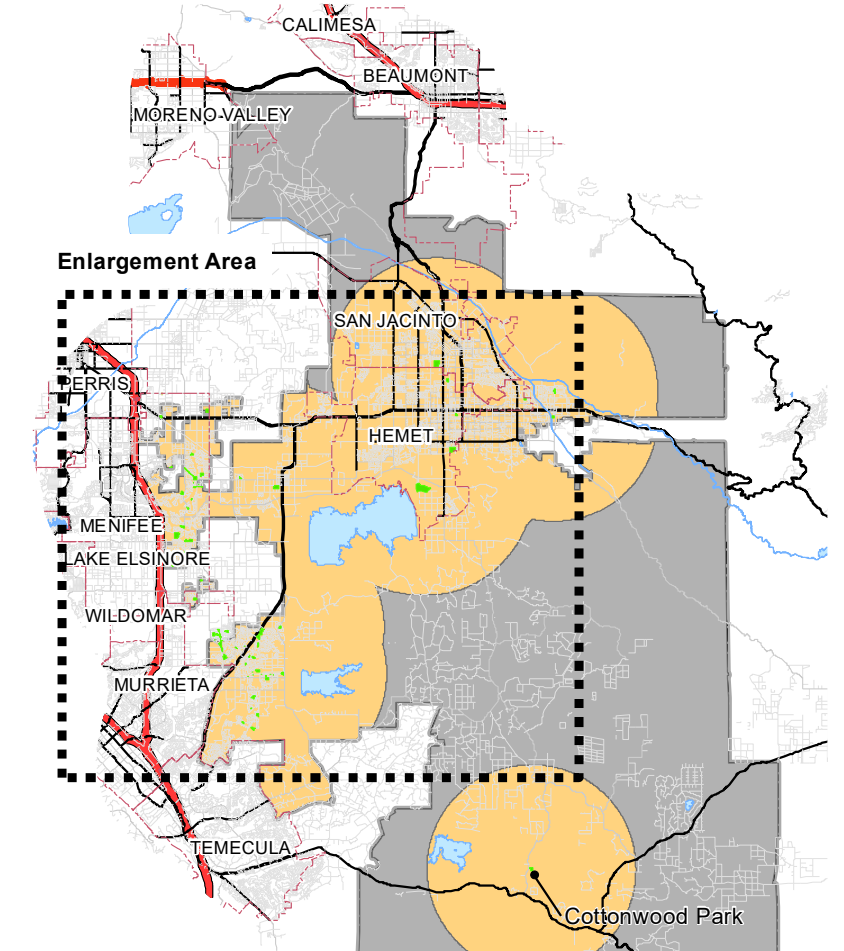 CALIMESA
BEAUMONT
MORENO VALLEY
Enlargement Area
SAN JACINTO
PERRIS
HEMET
MENIFEE
LAKE ELSINORE
WILDOMAR
MURRIETA
TEMECULA
Cottonwood Park